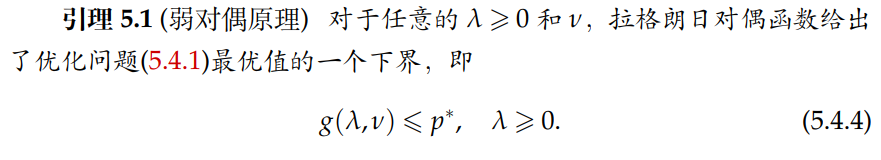 引理 5.1 (弱对偶原理) 对于任意的 λ ⩾ 0 和 ν，拉格朗日对偶函数给出
了优化问题(5.4.1)最优值的一个下界，即
g(λ,ν) ⩽ p*, λ ⩾ 0. (5.4.4)